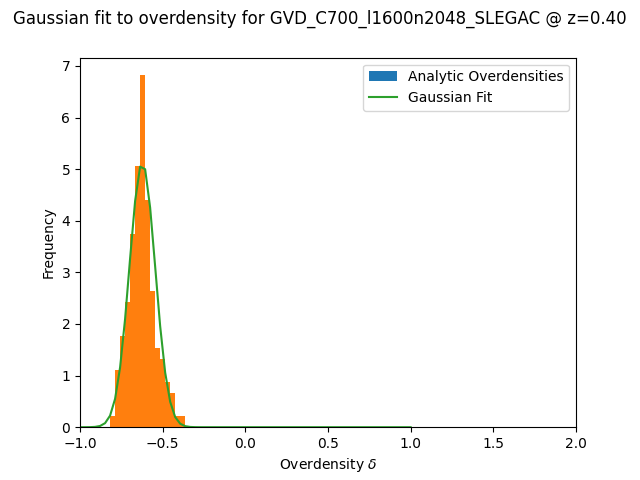 Gaussian fit to overdensity for GVD_C700_l1600n2048_SLEGAC @ z=0.40
7
6
5
4
3
2
1
0
Frequency
Analytic Overdensities
Gaussian Fit
−1.0 −0.5 0.0 0.5 1.0 1.5 2.0
Overdensity δ